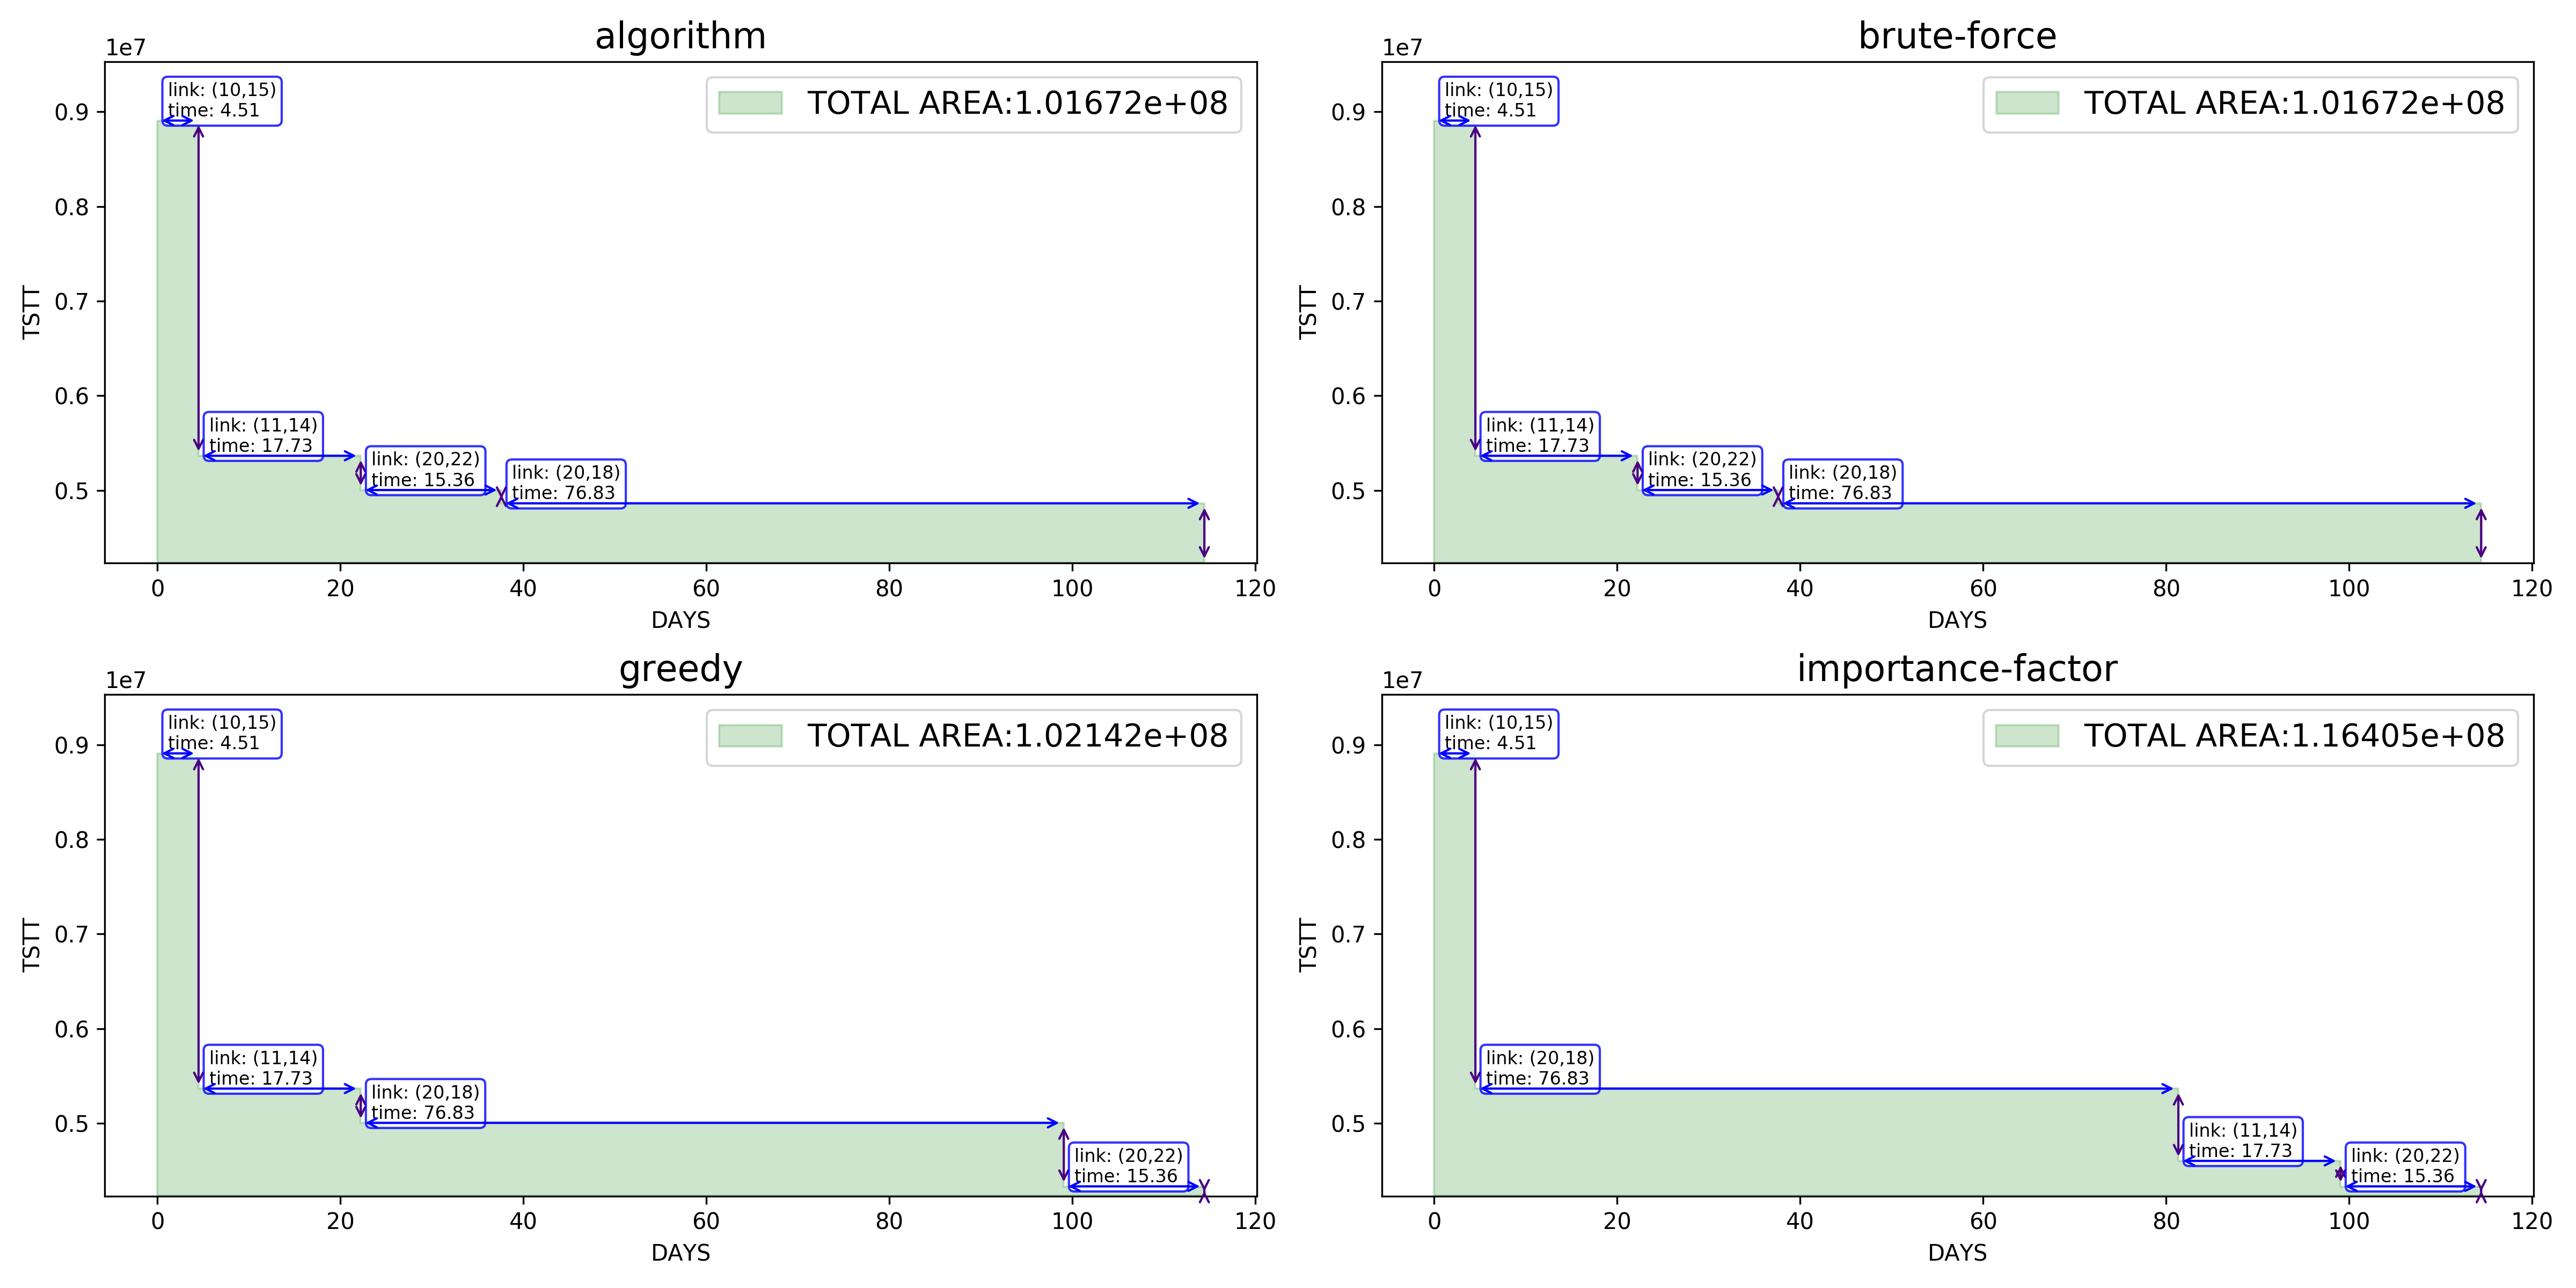 algorithm
1e7
link: (10,15)
time: 4.51
TOTAL AREA:1.01672e+08
0.9
0.8
0.7
0.6
0.5
TSTT
link: (11,14)
time: 17.73
link: (20,22)
time: 15.36
link: (20,18)
time: 76.83
0 20 40 60 80 100 120
DAYS
brute-force
1e7
link: (10,15)
time: 4.51
TOTAL AREA:1.01672e+08
0.9
0.8
0.7
0.6
0.5
TSTT
link: (11,14)
time: 17.73
link: (20,22)
time: 15.36
link: (20,18)
time: 76.83
0 20 40 60 80 100 120
DAYS
greedy
1e7
link: (10,15)
time: 4.51
TOTAL AREA:1.02142e+08
0.9
0.8
0.7
0.6
0.5
TSTT
link: (11,14)
time: 17.73
link: (20,18)
time: 76.83
link: (20,22)
time: 15.36
0 20 40 60 80 100 120
DAYS
importance-factor
1e7
link: (10,15)
time: 4.51
TOTAL AREA:1.16405e+08
0.9
0.8
0.7
0.6
0.5
TSTT
link: (20,18)
time: 76.83
link: (11,14)
time: 17.73
link: (20,22)
time: 15.36
0 20 40 60 80 100 120
DAYS